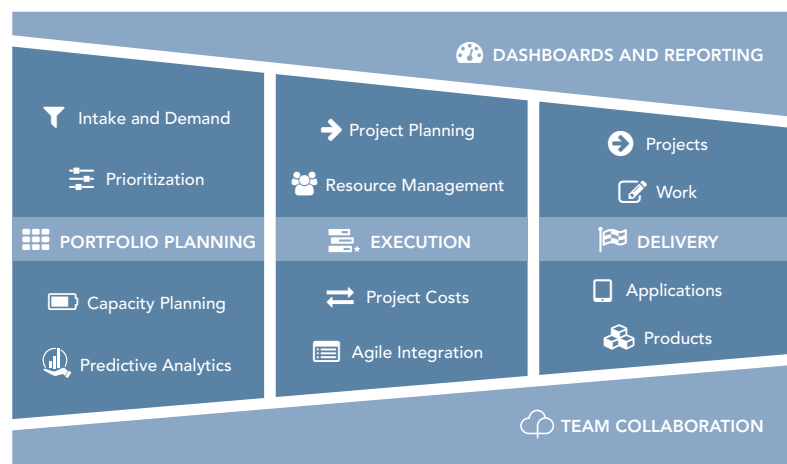 DASHBOARDS AND REPORTING
Intake and Demand
Prioritization
PORTFOLIO PLANNING
Capacity Planning
Predictive Analytics
Project Planning
Resource Management
EXECUTION
Project Costs
Agile Integration
Projects
Work
DELIVERY
Applications
Products
TEAM COLLABORATION